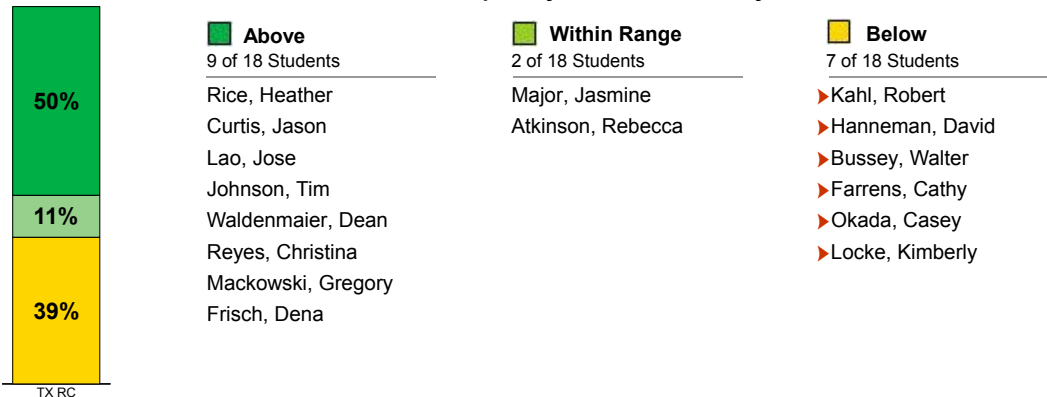 50%
11%
39%
TX RC
Above
9 of 18 Students
Rice, Heather
Curtis, Jason
Lao, Jose
Johnson, Tim
Waldenmaier, Dean
Reyes, Christina
Mackowski, Gregory
Frisch, Dena
Within Range
2 of 18 Students
Major, Jasmine
Atkinson, Rebecca
Below
7 of 18 Students
Kahl, Robert
Hanneman, David
Bussey, Walter
Farrens, Cathy
Okada, Casey
Locke, Kimberly